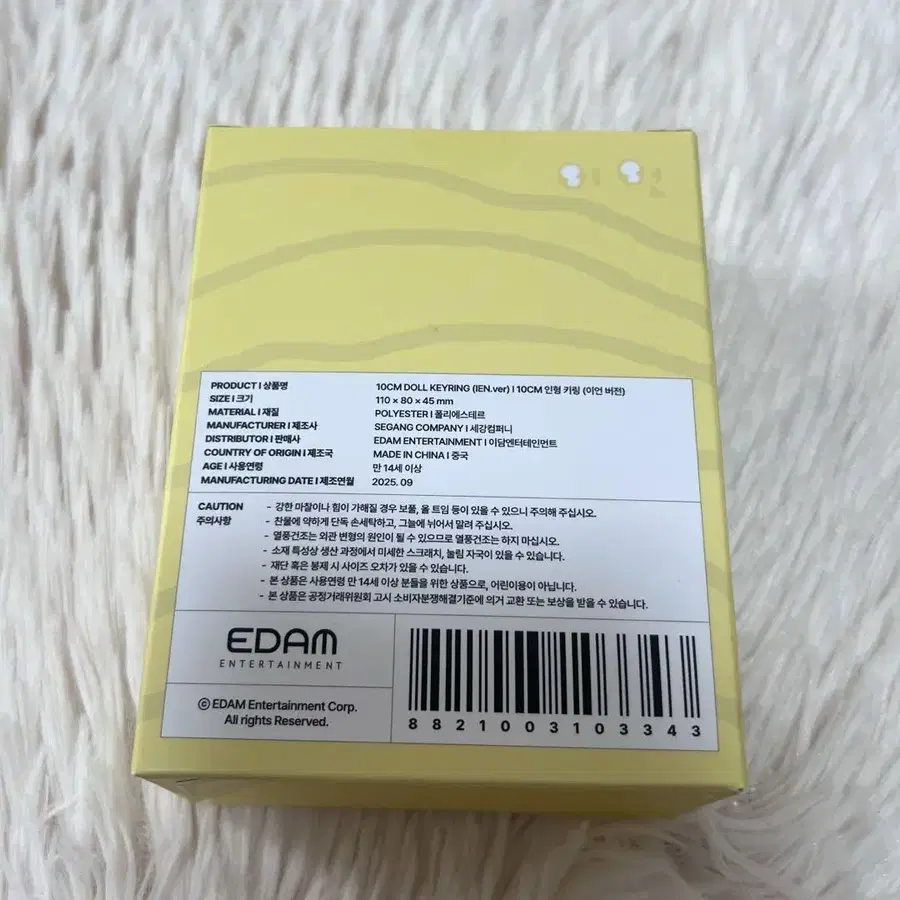 PRODUCT I 상품명 10CM DOLL KEYRING (IEN.ver) I 10CM 인형 키링 (이언 버전)
SIZE I 크기 110 × 80 × 45 mm
MATERIAL I 재질 POLYESTER I 폴리에스테르
MANUFACTURER I 제조사 SEGANG COMPANY I 세강컴퍼니
DISTRIBUTOR I 판매사 EDAM ENTERTAINMENT I 이담엔터테인먼트
COUNTRY OF ORIGIN I 제조국 MADE IN CHINA I 중국
AGE I 사용연령 만 14세 이상
MANUFACTURING DATE I 제조연월 2025. 09
CAUTION - 강한 마찰이나 힘이 가해질 경우 보풀, 올 트임 등이 있을 수 있으니 주의해 주십시오.
주의사항 - 찬물에 약하게 단독 손세탁하고, 그늘에 뉘어서 말려 주십시오.
- 열풍건조는 외관 변형의 원인이 될 수 있으므로 열풍건조는 하지 마십시오.
- 소재 특성상 생산 과정에서 미세한 스크래치, 눌림 자국이 있을 수 있습니다.
- 재단 혹은 봉제 시 사이즈 오차가 있을 수 있습니다.
- 본 상품은 사용연령 만 14세 이상 분들을 위한 상품으로, 어린이용이 아닙니다.
- 본 상품은 공정거래위원회 고시 소비자분쟁해결기준에 의거 교환 또는 보상을 받을 수 있습니다.
EDAM
ENTERTAINMENT
© EDAM Entertainment Corp.
All rights Reserved.
8821003103343